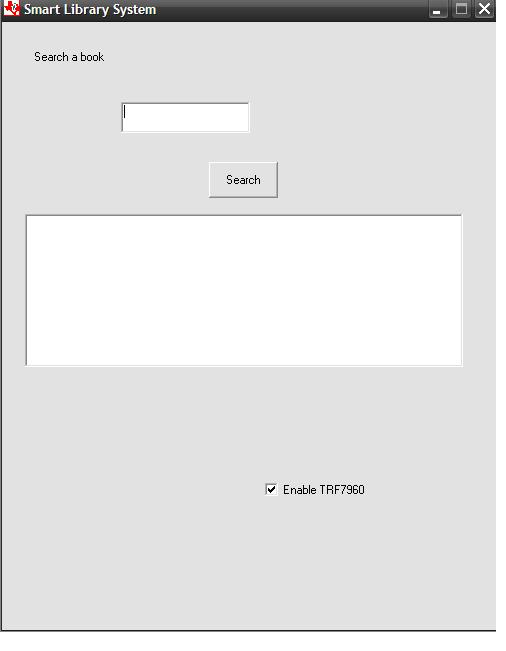 Smart Library System
Search a book
Search
Enable TRF7960